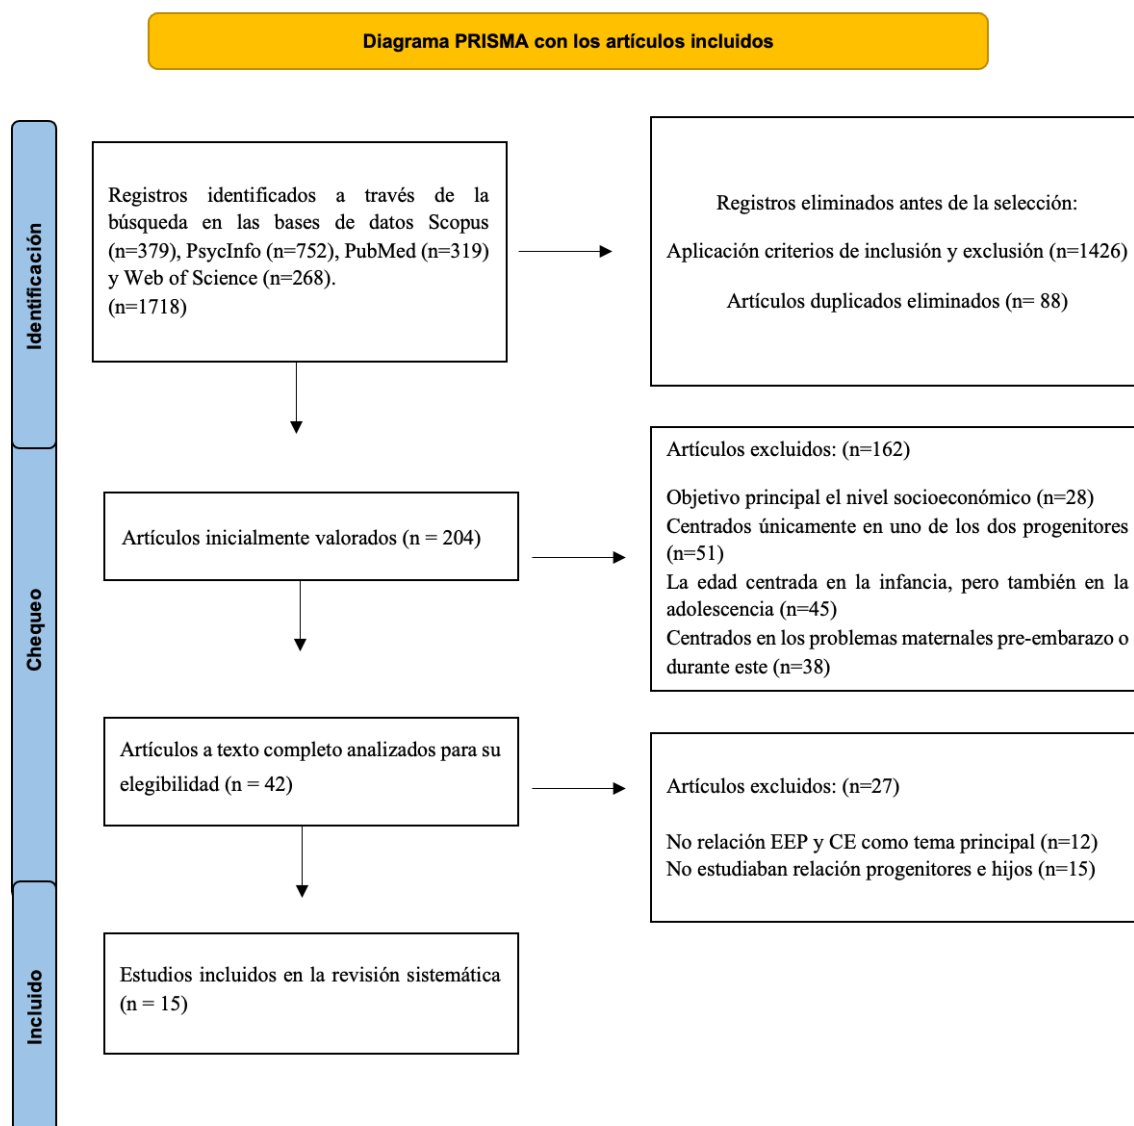 Diagrama PRISMA con los artículos incluidos
Identificación
Registros identificados a través de la
búsqueda en las bases de datos Scopus
(n=379), PsycInfo (n=752), PubMed (n=319)
y Web of Science (n=268).
(n=1718)
Registros eliminados antes de la selección:
Aplicación criterios de inclusión y exclusión (n=1426)
Artículos duplicados eliminados (n= 88)
Chequeo
Artículos inicialmente valorados (n = 204)
Artículos excluidos: (n=162)
Objetivo principal el nivel socioeconómico (n=28)
Centrados únicamente en uno de los dos progenitores
(n=51)
La edad centrada en la infancia, pero también en la
adolescencia (n=45)
Centrados en los problemas maternales pre-embarazo o
durante este (n=38)
Artículos a texto completo analizados para su
elegibilidad (n = 42)
Artículos excluidos: (n=27)
No relación EEP y CE como tema principal (n=12)
No estudiaban relación progenitores e hijos (n=15)
Incluido
Estudios incluidos en la revisión sistemática
(n = 15)